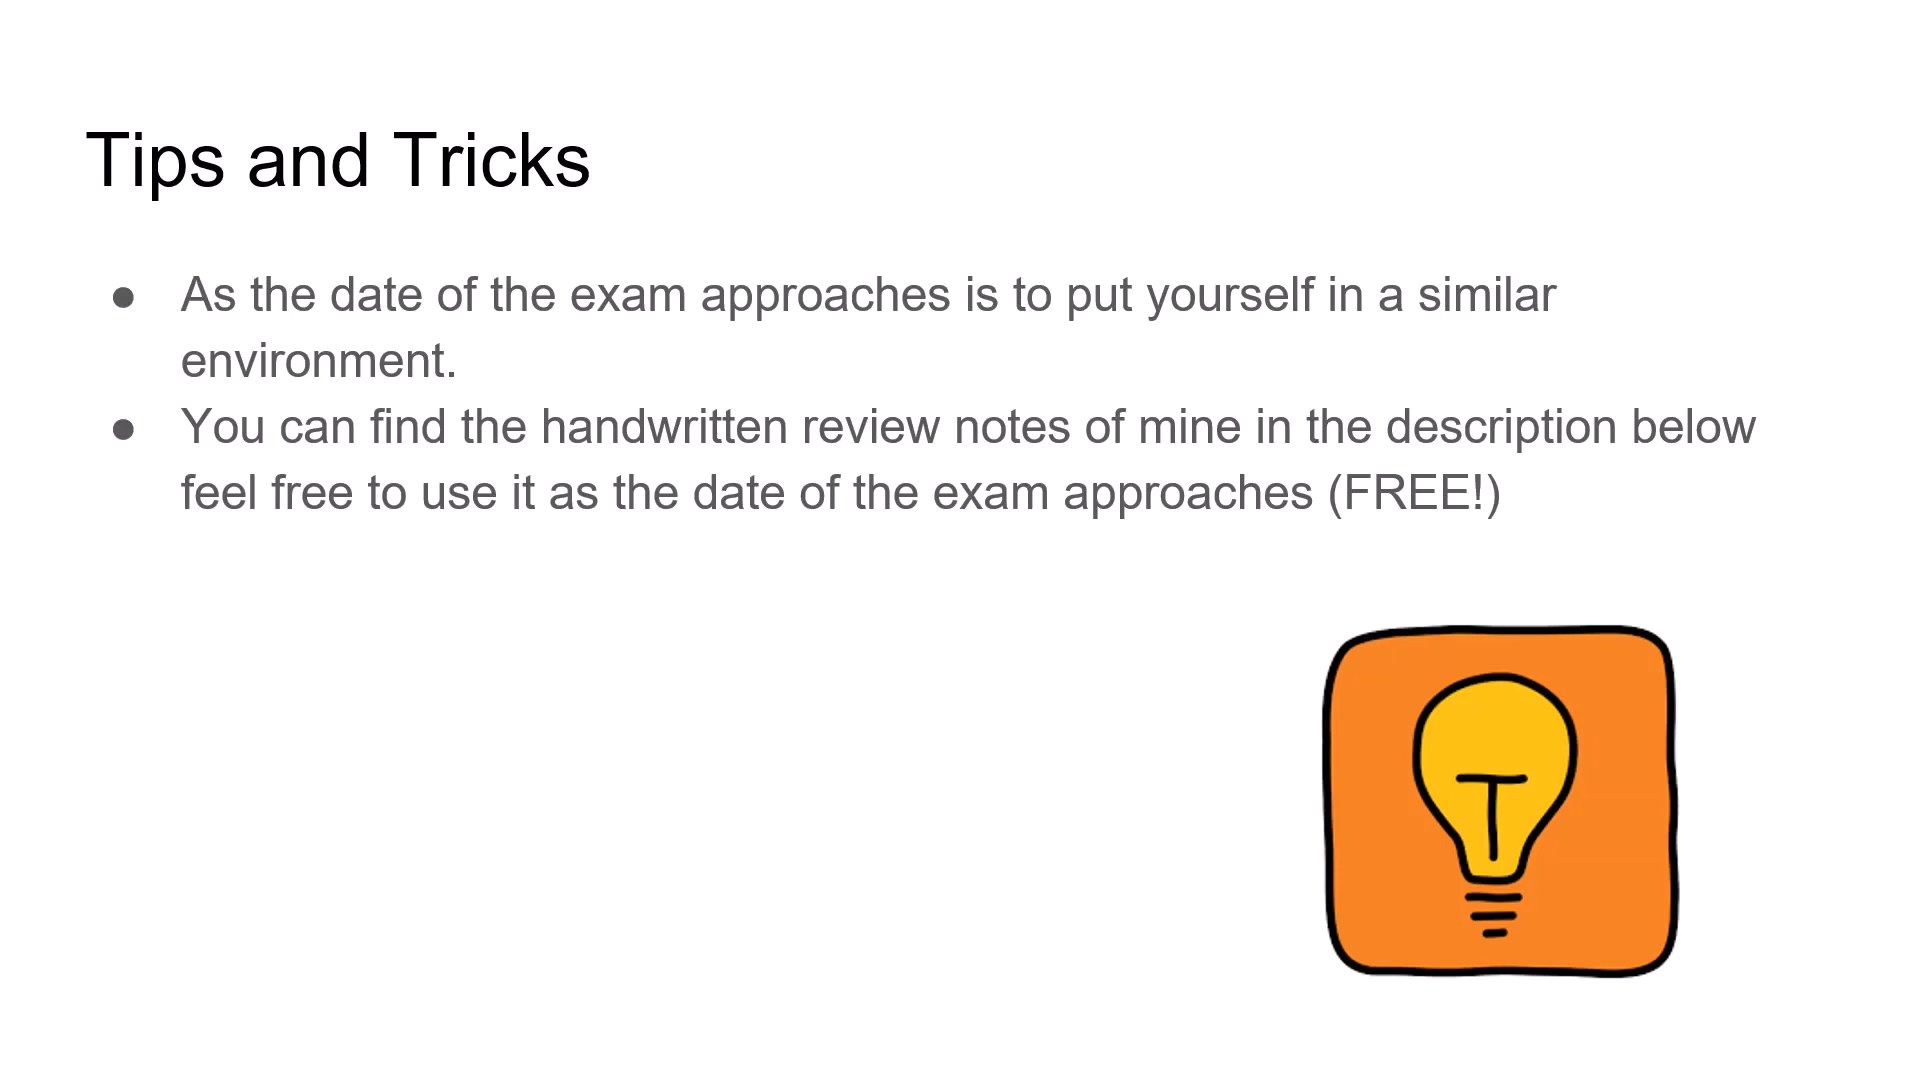 Tips and Tricks
● As the date of the exam approaches is to put yourself in a similar
environment.
● You can find the handwritten review notes of mine in the description below
feel free to use it as the date of the exam approaches (FREE!)